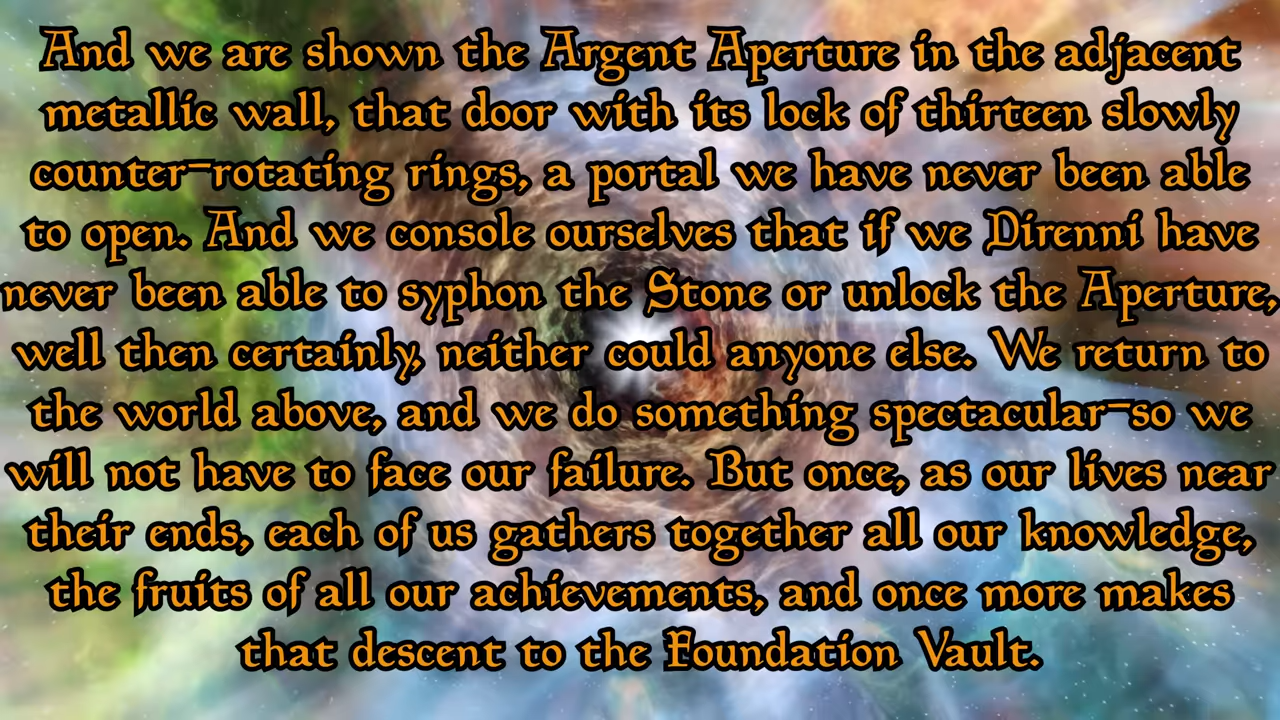 And we are shown the Argent Aperture in the adjacent
metallic wall, that door with its lock of thirteen slowly
counter-rotating rings, a portal we have never been able
to open. And we console ourselves that if we Direnni have
never been able to syphon the Stone or unlock the Aperture,
well then certainly, neither could anyone else. We return to
the world above, and we do something spectacular-so we
will not have to face our failure. But once, as our lives near
their ends, each of us gathers together all our knowledge,
the fruits of all our achievements, and once more makes
that descent to the Foundation Vault.